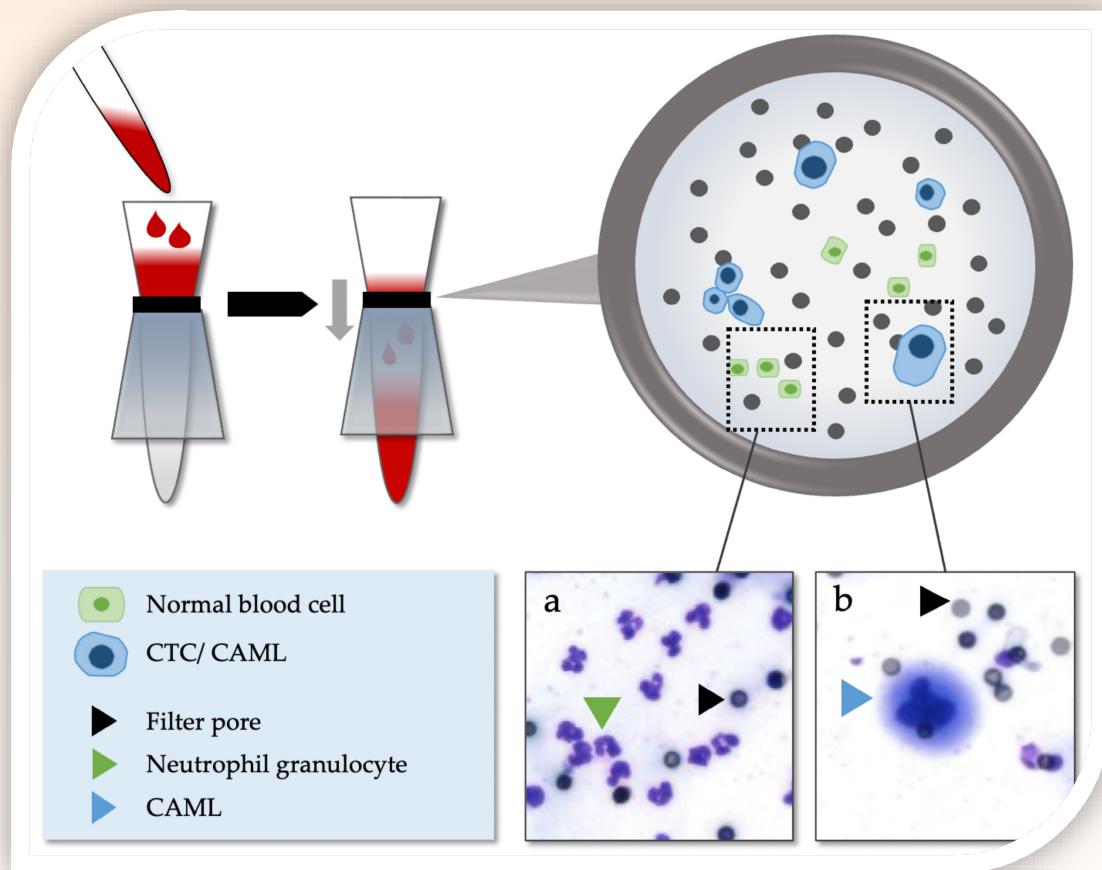 Normal blood cell
CTC/ CAML
Filter pore
Neutrophil granulocyte
CAML
a
b